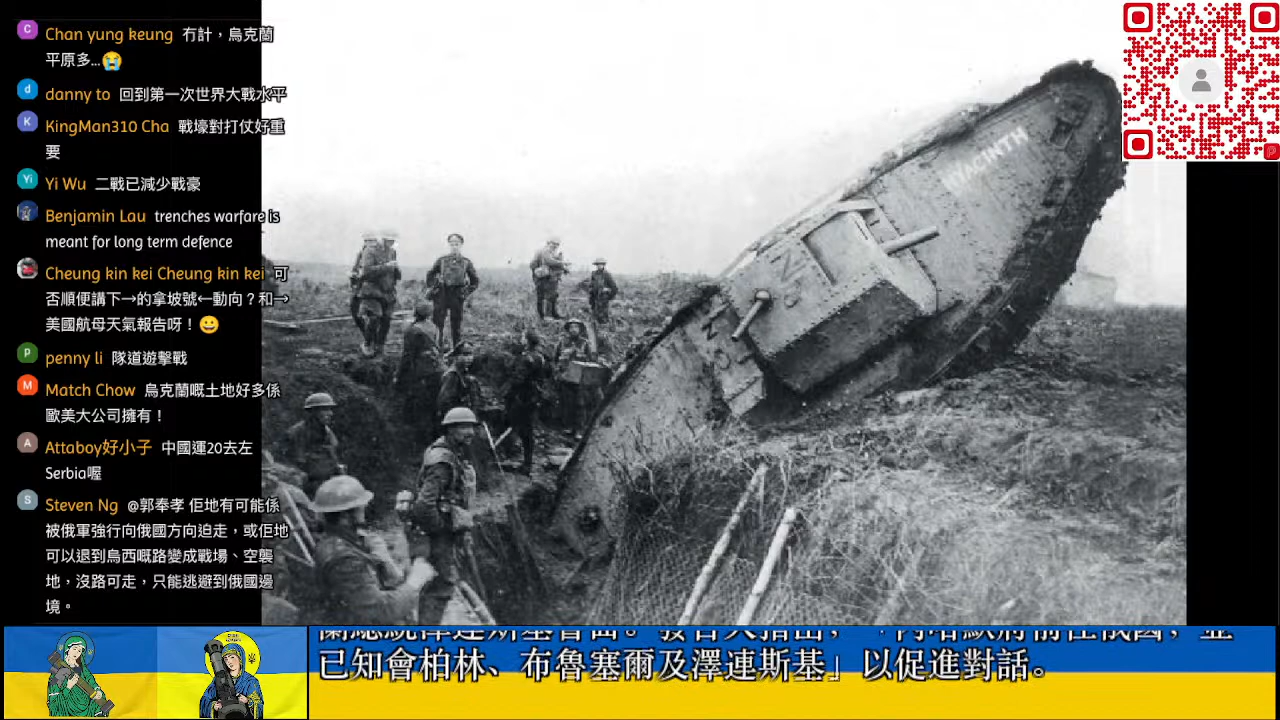 Chan yung keung 冇計，烏克蘭
平原多...😭
danny to 回到第一次世界大戰水平
KingMan310 Cha 戰壕對打仗好重
要
Yi Wu 二戰已減少戰豪
Benjamin Lau trenches warfare is
meant for long term defence
Cheung kin kei Cheung kin kei 可
否順便講下→的拿坡號←動向？和→
美國航母天氣報告呀！😀
penny li 隊道遊擊戰
Match Chow 烏克蘭嘅土地好多係
歐美大公司擁有！
Attaboy好小子 中國運20去左
Serbia喔
Steven Ng @郭奉孝 佢地有可能係
被俄軍強行向俄國方向迫走，或佢地
可以退到烏西嘅路變成戰場、空襲
地，沒路可走，只能逃避到俄國邊
境。
已知會柏林、布魯塞爾及澤連斯基」以促進對話。